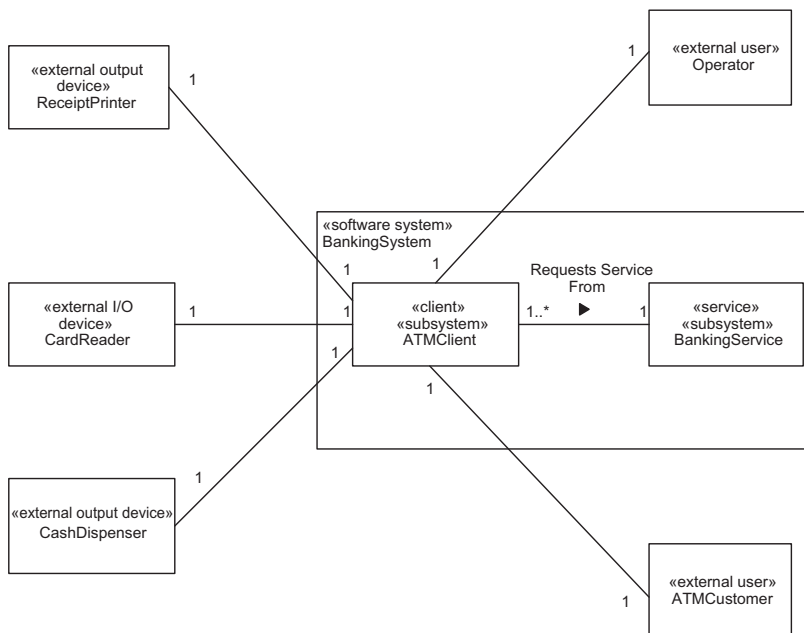 «external output
device»
ReceiptPrinter
1
«external user»
Operator
1
«software system»
BankingSystem
1
1
Requests Service
From
«external I/O
device»
CardReader
1
1
«client»
«subsystem»
ATMClient
1..*
1
«service»
«subsystem»
BankingService
1
1
1
«external output device»
CashDispenser
1
«external user»
ATMCustomer